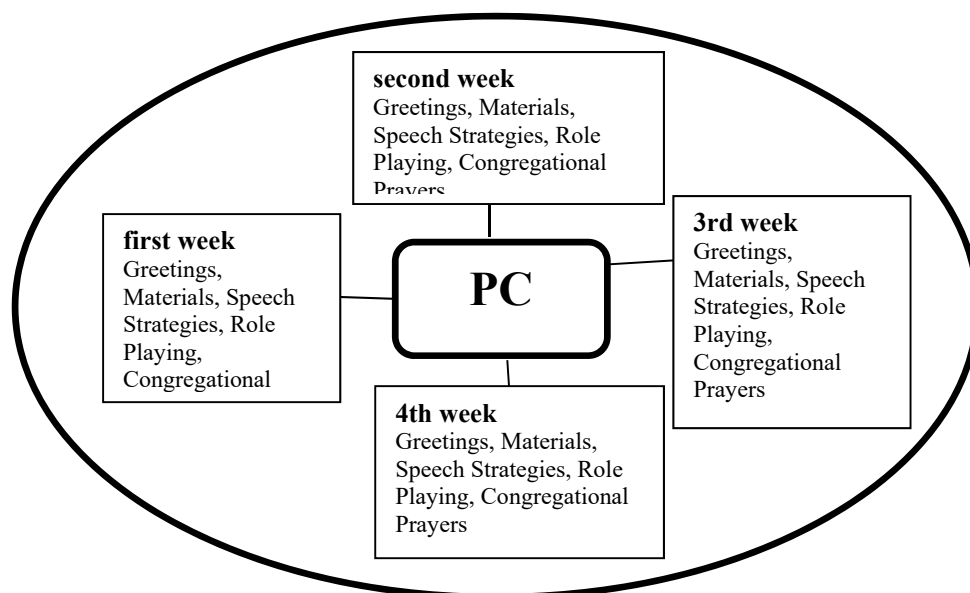 second week
Greetings, Materials,
Speech Strategies, Role
Playing, Congregational
Prayers
first week
Greetings,
Materials, Speech
Strategies, Role
Playing,
Congregational
PC
3rd week
Greetings,
Materials, Speech
Strategies, Role
Playing,
Congregational
Prayers
4th week
Greetings, Materials,
Speech Strategies, Role
Playing, Congregational
Prayers